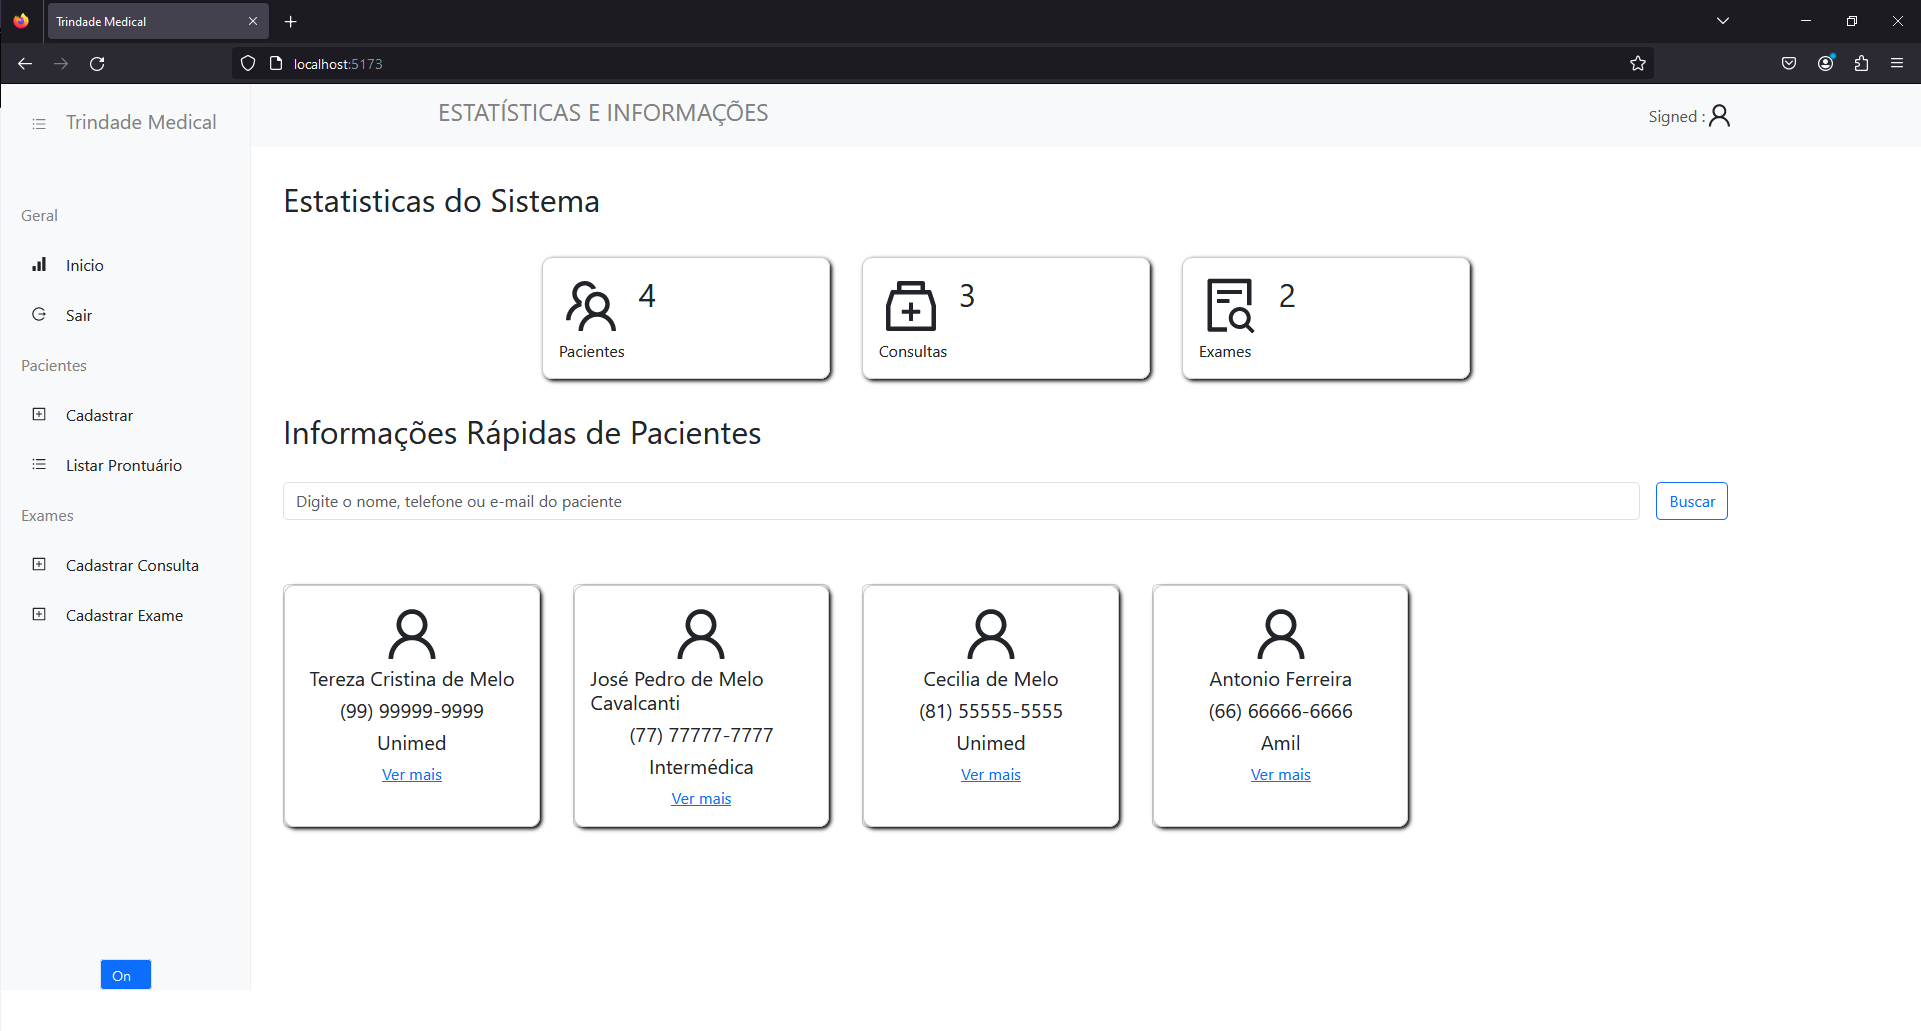 Trindade Medical
localhost:5173
Trindade Medical
ESTATÍSTICAS E INFORMAÇÕES
Signed :
Geral
Inicio
Sair
Pacientes
Cadastrar
Listar Prontuário
Exames
Cadastrar Consulta
Cadastrar Exame
On
Estatisticas do Sistema
4
Pacientes
3
Consultas
2
Exames
Informações Rápidas de Pacientes
Digite o nome, telefone ou e-mail do paciente
Buscar
Tereza Cristina de Melo
(99) 99999-9999
Unimed
Ver mais
José Pedro de Melo
Cavalcanti
(77) 77777-7777
Intermédica
Ver mais
Cecilia de Melo
(81) 55555-5555
Unimed
Ver mais
Antonio Ferreira
(66) 66666-6666
Amil
Ver mais